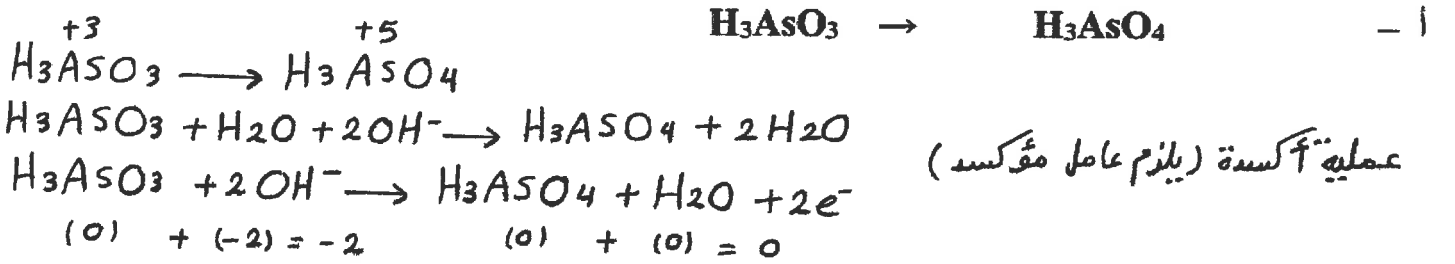 أ – H₃AsO₃ → H₃AsO₄
+3 +5
H₃AsO₃ → H₃AsO₄
H₃AsO₃ + H₂O + 2OH⁻ → H₃AsO₄ + 2H₂O
عملية أكسدة (يلزم عامل مؤكسد)
H₃AsO₃ + 2OH⁻ → H₃AsO₄ + H₂O + 2e⁻
(0) + (-2) = -2 (0) + (0) = 0